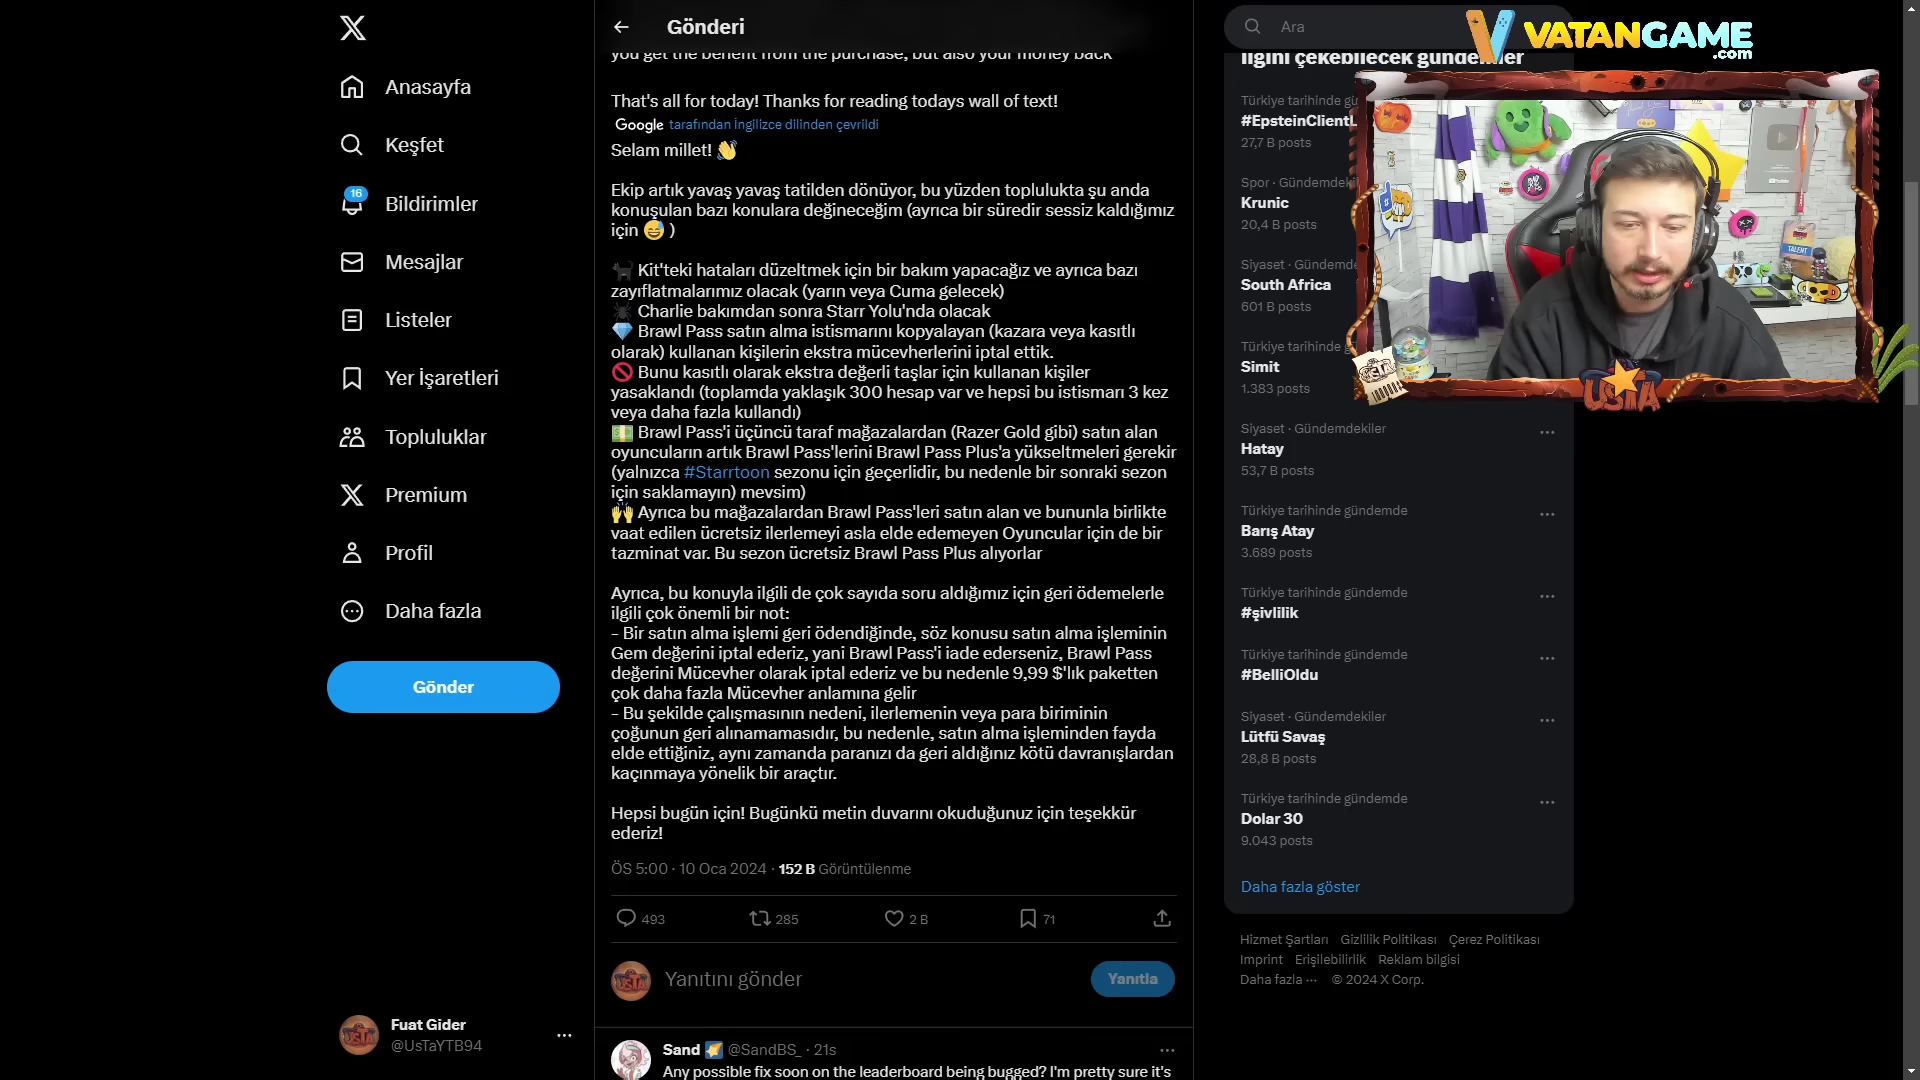 Anasayfa
Keşfet
16
Bildirimler
Mesajlar
Listeler
Yer İşaretleri
Topluluklar
Premium
Profil
Daha fazla
Gönder
Fuat Gider
@UsTaYTB94
Gönderi
you get the benefit from the purchase, but also your money back
That's all for today! Thanks for reading todays wall of text!
Google tarafından İngilizce dilinden çevrildi
Selam millet! 👋
Ekip artık yavaş yavaş tatilden dönüyor, bu yüzden toplulukta şu anda
konuşulan bazı konulara değineceğim (ayrıca bir süredir sessiz kaldığımız
için 😅 )
🐈‍⬛ Kit'teki hataları düzeltmek için bir bakım yapacağız ve ayrıca bazı
zayıflatmalarımız olacak (yarın veya Cuma gelecek)
🕷 Charlie bakımdan sonra Starr Yolu'nda olacak
💎 Brawl Pass satın alma istismarını kopyalayan (kazara veya kasıtlı
olarak) kullanan kişilerin ekstra mücevherlerini iptal ettik.
🚫 Bunu kasıtlı olarak ekstra değerli taşlar için kullanan kişiler
yasaklandı (toplamda yaklaşık 300 hesap var ve hepsi bu istismarı 3 kez
veya daha fazla kullandı)
💵 Brawl Pass'i üçüncü taraf mağazalardan (Razer Gold gibi) satın alan
oyuncuların artık Brawl Pass'lerini Brawl Pass Plus'a yükseltmeleri gerekir
(yalnızca #Starrtoon sezonu için geçerlidir, bu nedenle bir sonraki sezon
için saklamayın) mevsim)
🙌 Ayrıca bu mağazalardan Brawl Pass'leri satın alan ve bununla birlikte
vaat edilen ücretsiz ilerlemeyi asla elde edemeyen Oyuncular için de bir
tazminat var. Bu sezon ücretsiz Brawl Pass Plus alıyorlar
Ayrıca, bu konuyla ilgili de çok sayıda soru aldığımız için geri ödemelerle
ilgili çok önemli bir not:
- Bir satın alma işlemi geri ödendiğinde, söz konusu satın alma işleminin
Gem değerini iptal ederiz, yani Brawl Pass'i iade ederseniz, Brawl Pass
değerini Mücevher olarak iptal ederiz ve bu nedenle 9,99 $'lık paketten
çok daha fazla Mücevher anlamına gelir
- Bu şekilde çalışmasının nedeni, ilerlemenin veya para biriminin
çoğunun geri alınamamasıdır, bu nedenle, satın alma işleminden fayda
elde ettiğiniz, aynı zamanda paranızı da geri aldığınız kötü davranışlardan
kaçınmaya yönelik bir araçtır.
Hepsi bugün için! Bugünkü metin duvarını okuduğunuz için teşekkür
ederiz!
ÖS 5:00 · 10 Oca 2024 · 152 B Görüntülenme
493 285 2 B 71
Yanıtını gönder
Yanıtla
Sand @SandBS_ · 21s
Any possible fix soon on the leaderboard being bugged? I'm pretty sure it's
Ara
VATANGAME
.com
ilgini çekebilecek gündemler
Türkiye tarihinde
#EpsteinClientL
27,7 B posts
Spor · Gündemdeki
Krunic
20,4 B posts
Siyaset · Gündemde
South Africa
601 B posts
Türkiye tarihinde
Simit
1.383 posts
Siyaset · Gündemdekiler
Hatay
53,7 B posts
Türkiye tarihinde gündemde
Barış Atay
3.689 posts
Türkiye tarihinde gündemde
#şivlilik
Türkiye tarihinde gündemde
#BelliOldu
Siyaset · Gündemdekiler
Lütfü Savaş
28,8 B posts
Türkiye tarihinde gündemde
Dolar 30
9.043 posts
Daha fazla göster
Hizmet Şartları Gizlilik Politikası Çerez Politikası
Imprint Erişilebilirlik Reklam bilgisi
Daha fazla ··· © 2024 X Corp.
USTA
TALENT